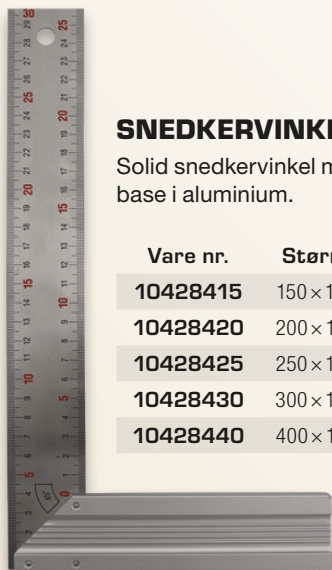 SNEDKERVINKE
Solid snedkervinkel m
base i aluminium.
Vare nr. Størr
10428415 150×1
10428420 200×1
10428425 250×1
10428430 300×1
10428440 400×1